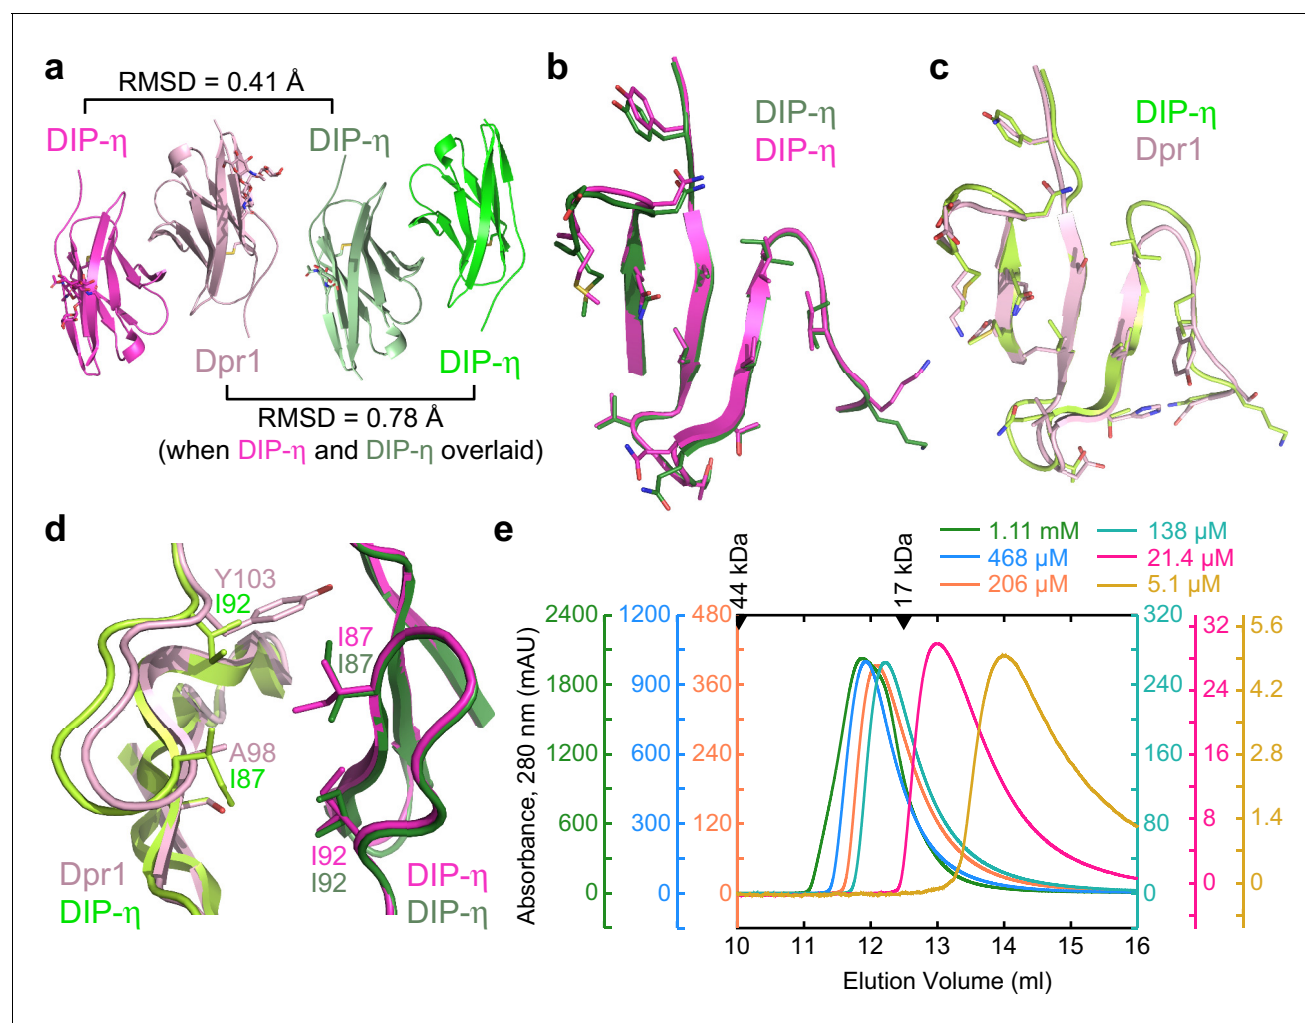 a
RMSD = 0.41 Å
DIP-η
DIP-η
Dpr1
DIP-η
RMSD = 0.78 Å
(when DIP-η and DIP-η overlaid)
b
DIP-η
DIP-η
c
DIP-η
Dpr1
d
Y103
I92
A98
I87
Dpr1
DIP-η
I87
I87
I92
I92
DIP-η
DIP-η
e
44 kDa
17 kDa
1.11 mM
468 µM
206 µM
138 µM
21.4 µM
5.1 µM
Absorbance, 280 nm (mAU)
2400
1800
1200
600
0
1200
900
600
300
0
480
360
240
120
0
320
240
160
80
0
32
24
16
8
0
5.6
4.2
2.8
1.4
0
10 11 12 13 14 15 16
Elution Volume (ml)